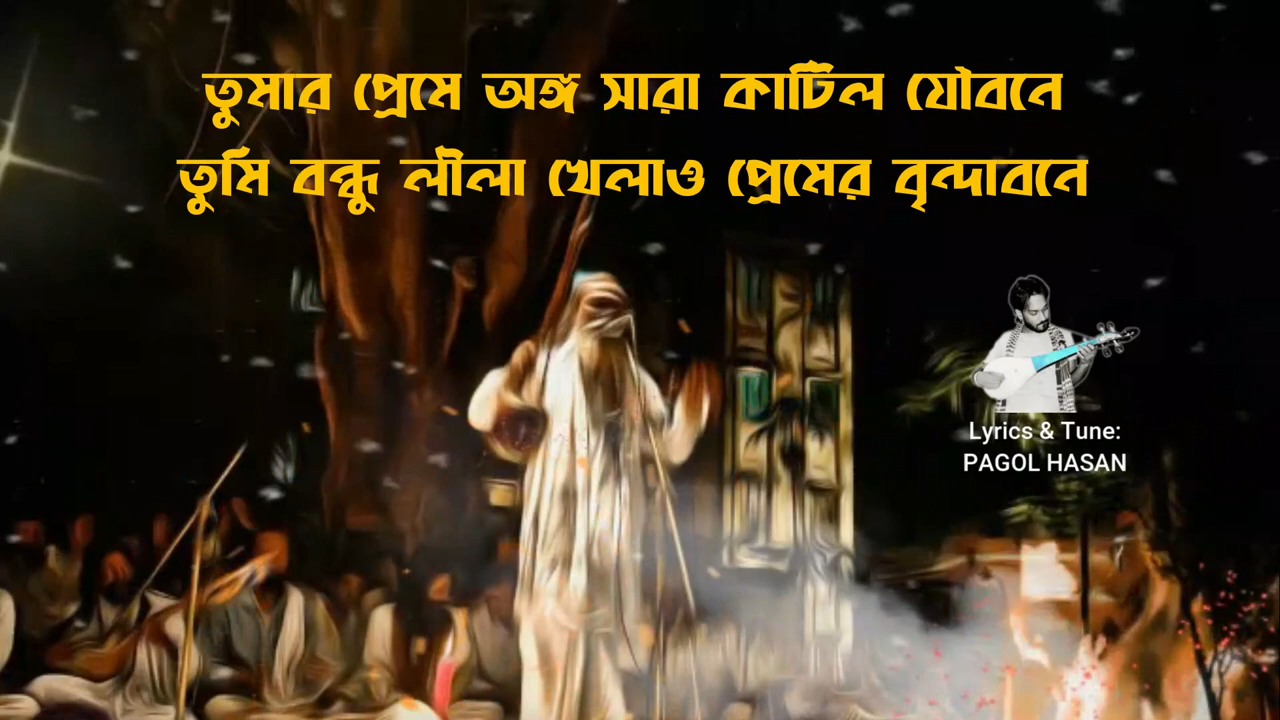 তুমার প্রেমে অঙ্গ সারা কাটিল যৌবনে
তুমি বন্ধু লীলা খেলাও প্রেমের বৃন্দাবনে
Lyrics & Tune:
PAGOL HASAN